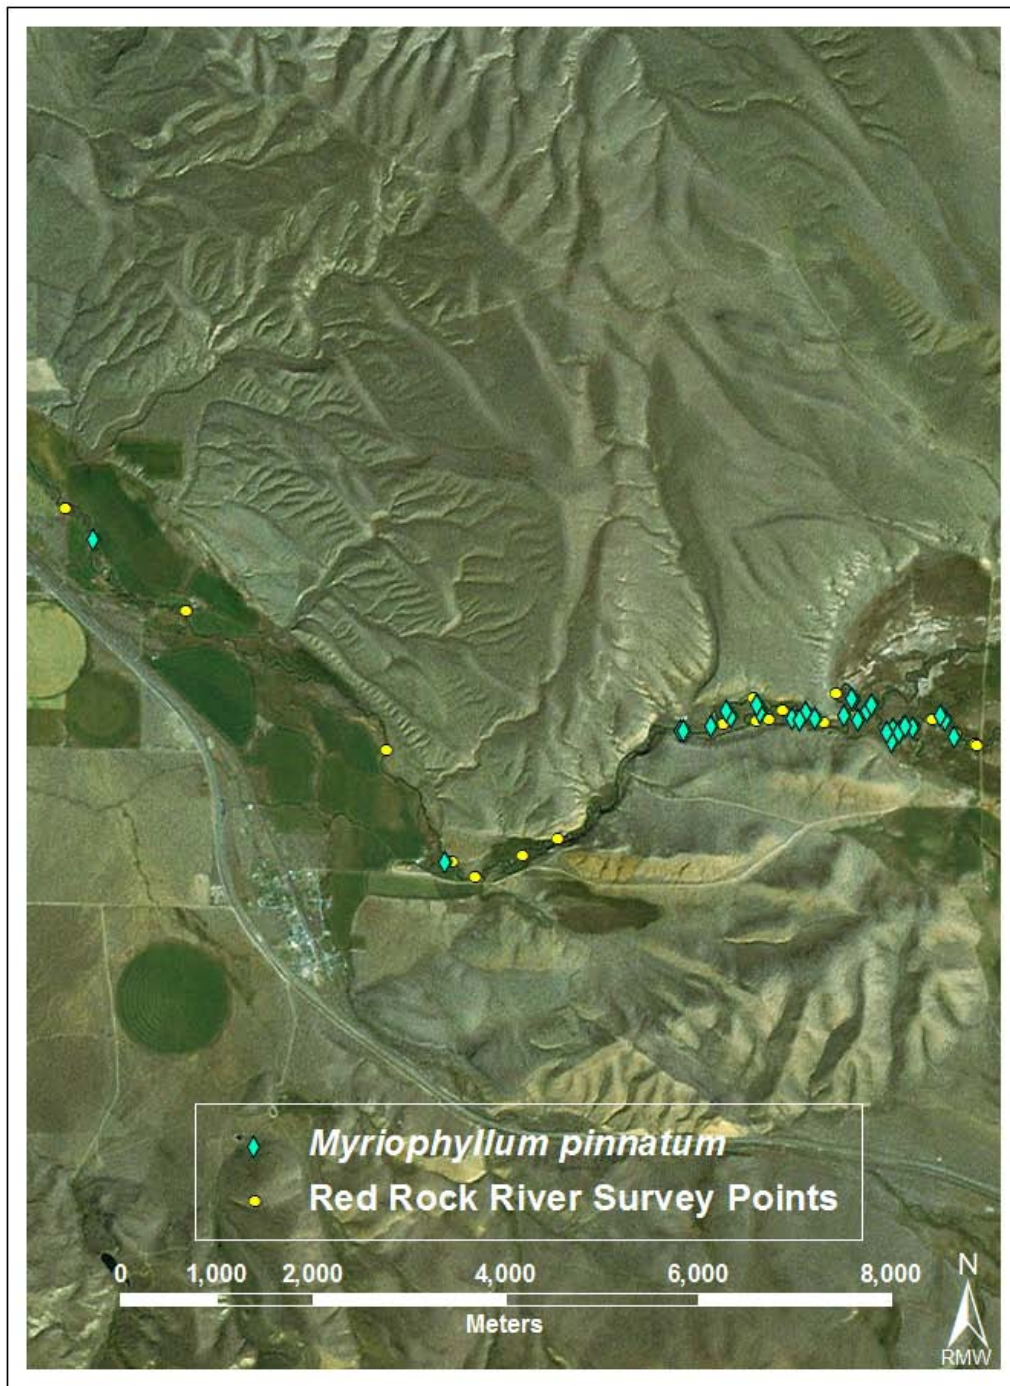 Myriophyllum pinnatum
Red Rock River Survey Points
0 1,000 2,000 4,000 6,000 8,000
Meters
N
RMW